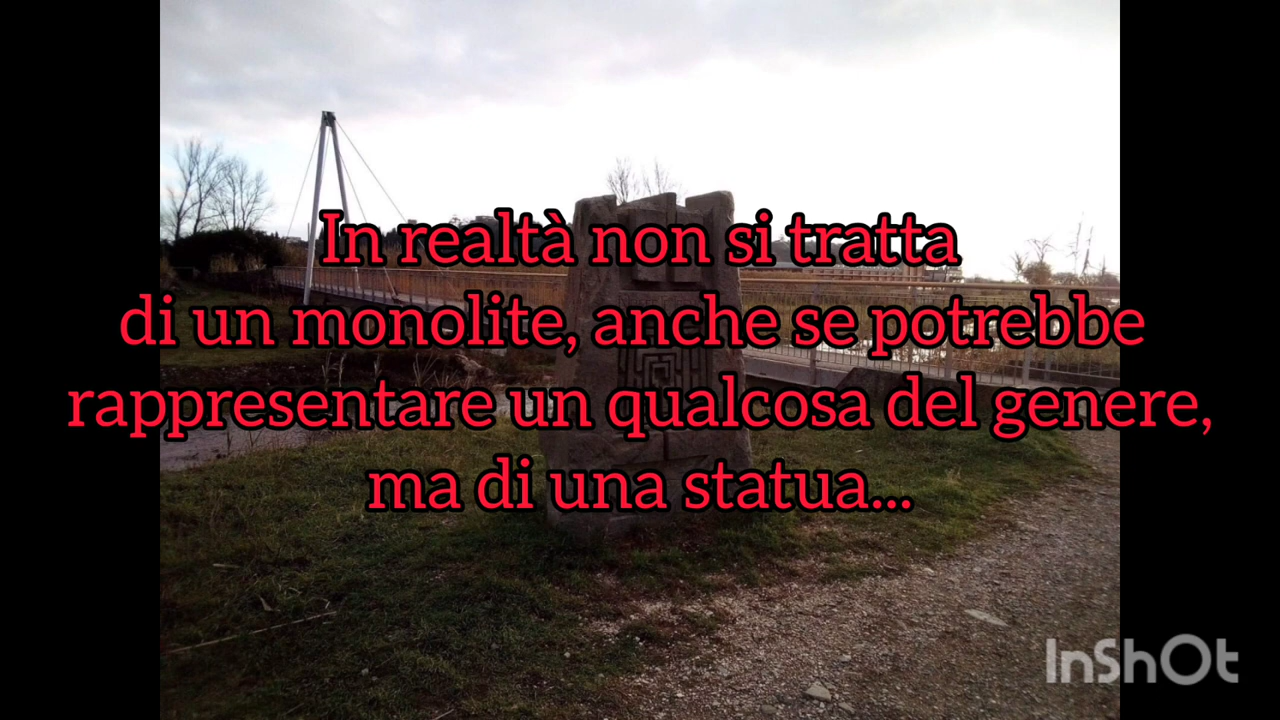 In realtà non si tratta
di un monolite, anche se potrebbe
rappresentare un qualcosa del genere,
ma di una statua...
InShOt